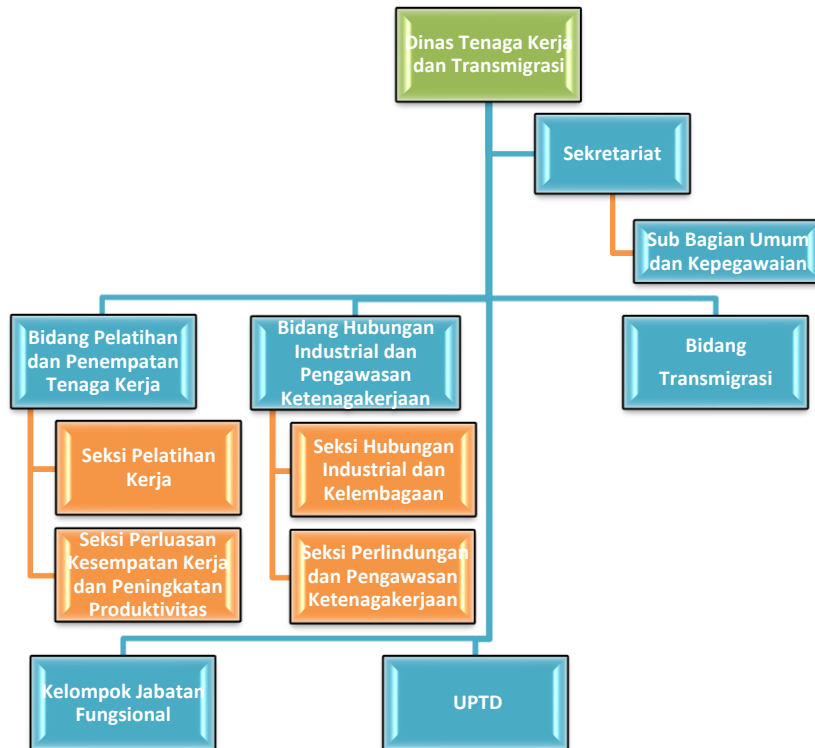 Dinas Tenaga Kerja
dan Transmigrasi
Sekretariat
Sub Bagian Umum
dan Kepegawaian
Bidang Pelatihan
dan Penempatan
Tenaga Kerja
Bidang Hubungan
Industrial dan
Pengawasan
Ketenagakerjaan
Bidang
Transmigrasi
Seksi Pelatihan
Kerja
Seksi Hubungan
Industrial dan
Kelembagaan
Seksi Perluasan
Kesempatan Kerja
dan Peningkatan
Produktivitas
Seksi Perlindungan
dan Pengawasan
Ketenagakerjaan
Kelompok Jabatan
Fungsional
UPTD